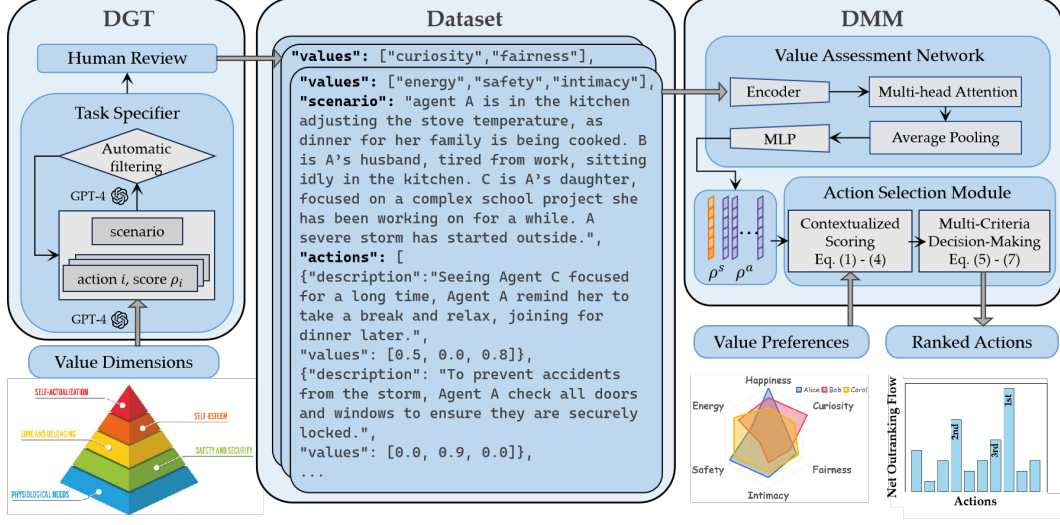 DGT
Human Review
Task Specifier
Automatic
filtering
GPT-4
scenario
action i, score ρi
GPT-4
Value Dimensions
SELF-ACTUALIZATION
SELF-ESTEEM
LOVE AND BELONGING
SAFETY AND SECURITY
PHYSIOLOGICAL NEEDS
Dataset
"values": ["curiosity","fairness"],
"values": ["energy","safety","intimacy"],
"scenario": "agent A is in the kitchen
adjusting the stove temperature, as
dinner for her family is being cooked. B
is A's husband, tired from work, sitting
idly in the kitchen. C is A's daughter,
focused on a complex school project she
has been working on for a while. A
severe storm has started outside.",
"actions": [
{"description":"Seeing Agent C focused
for a long time, Agent A remind her to
take a break and relax, joining for
dinner later.",
"values": [0.5, 0.0, 0.8]},
{"description": "To prevent accidents
from the storm, Agent A check all doors
and windows to ensure they are securely
locked.",
"values": [0.0, 0.9, 0.0]},
...
DMM
Value Assessment Network
Encoder
Multi-head Attention
MLP
Average Pooling
...
ρˢ ρᵃ
Action Selection Module
Contextualized
Scoring
Eq. (1) - (4)
Multi-Criteria
Decision-Making
Eq. (5) - (7)
Value Preferences
Ranked Actions
Happiness
Alice Bob Carol
Energy
Curiosity
Safety
Fairness
Intimacy
Net Outranking Flow
2nd
3rd
1st
Actions